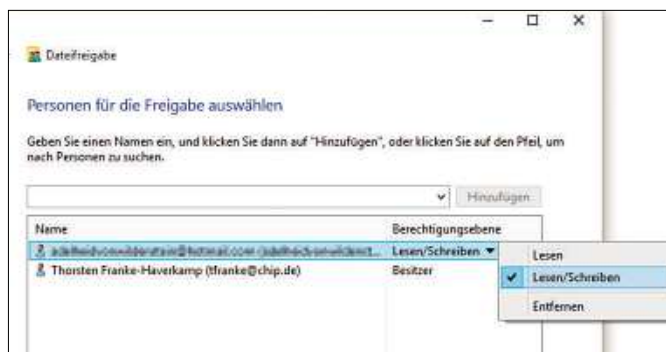 Dateifreigabe
Personen für die Freigabe auswählen
Geben Sie einen Namen ein, und klicken Sie dann auf "Hinzufügen", oder klicken Sie auf den Pfeil, um
nach Personen zu suchen.
Hinzufügen
Name Berechtigungsebene
Lesen/Schreiben
Thorsten Franke-Haverkamp (tfranke@chip.de) Besitzer
Lesen
Lesen/Schreiben
Entfernen